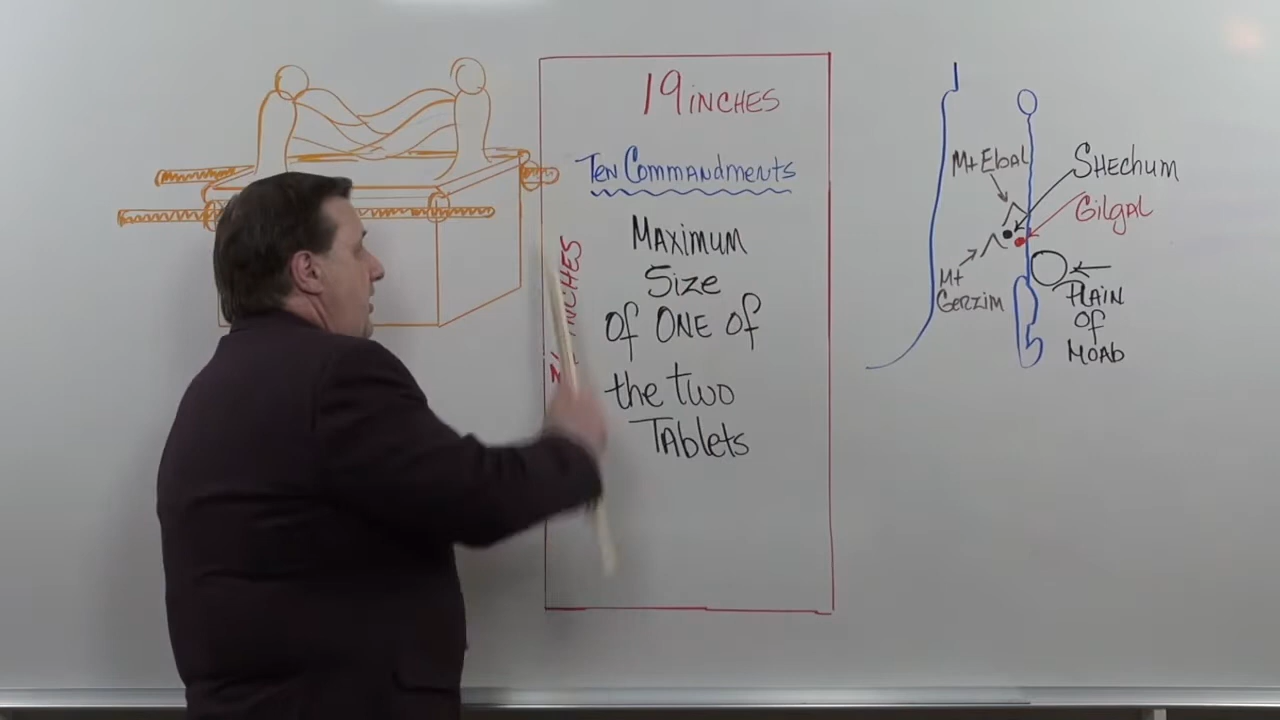 19 INCHES
TEN COMMANDMENTS
MAXIMUM
SizE
Of ONE of
the two
TAblets
INCHES
Mt Ebal
SHECHUM
Gilgal
Mt
GERZIM
PLAIN
of
MOAb